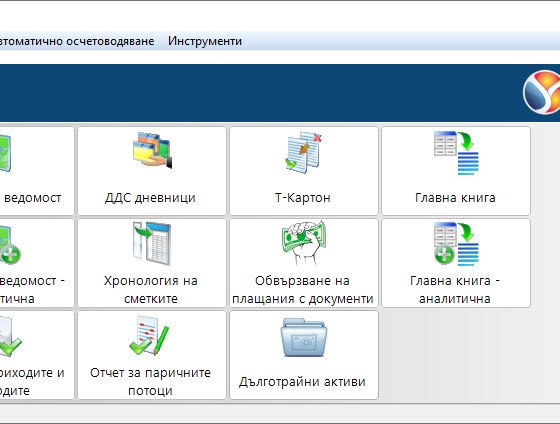 втоматично осчетоводяване Инструменти
ведомост ДДС дневници Т-Картон Главна книга
ведомост - Хронология на Обвързване на Главна книга -
тична сметките плащания с документи аналитична
риходите и Отчет за паричните Дълготрайни активи
одите потоци